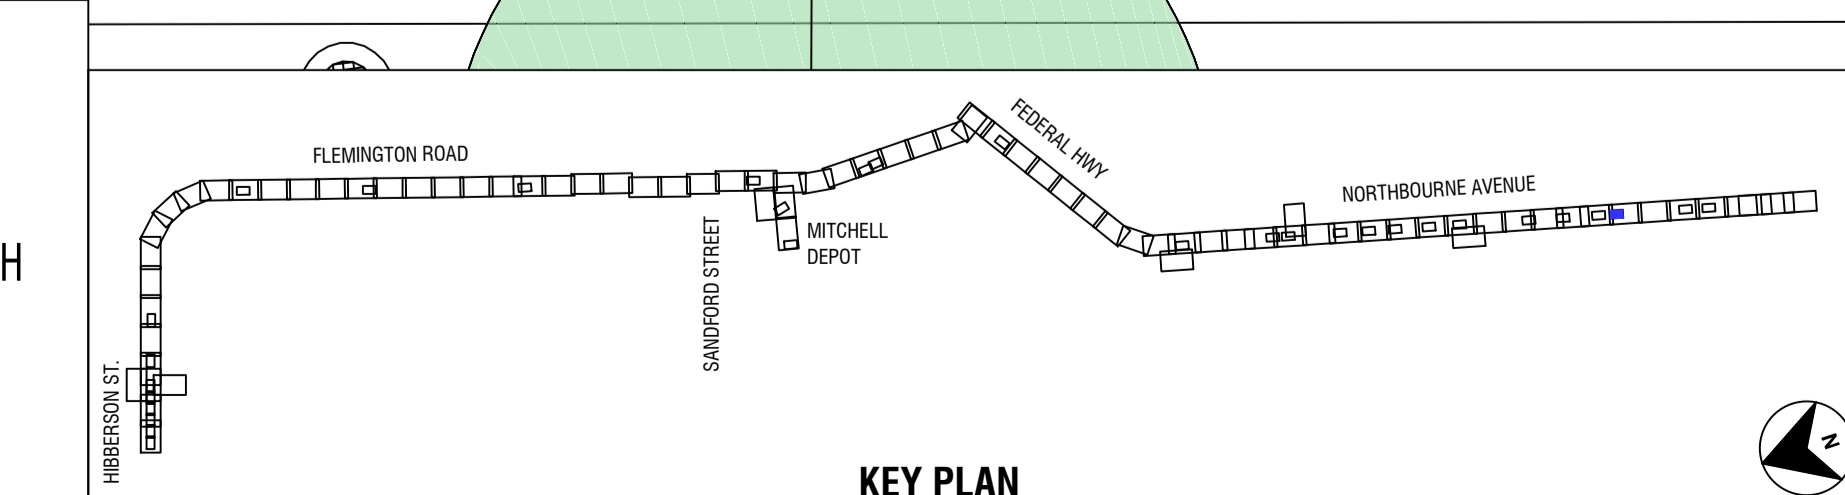 FLEMINGTON ROAD
FEDERAL HWY
NORTHBOURNE AVENUE
H
SANDFORD STREET
MITCHELL
DEPOT
HIBBERSON ST.
N
KEY PLAN